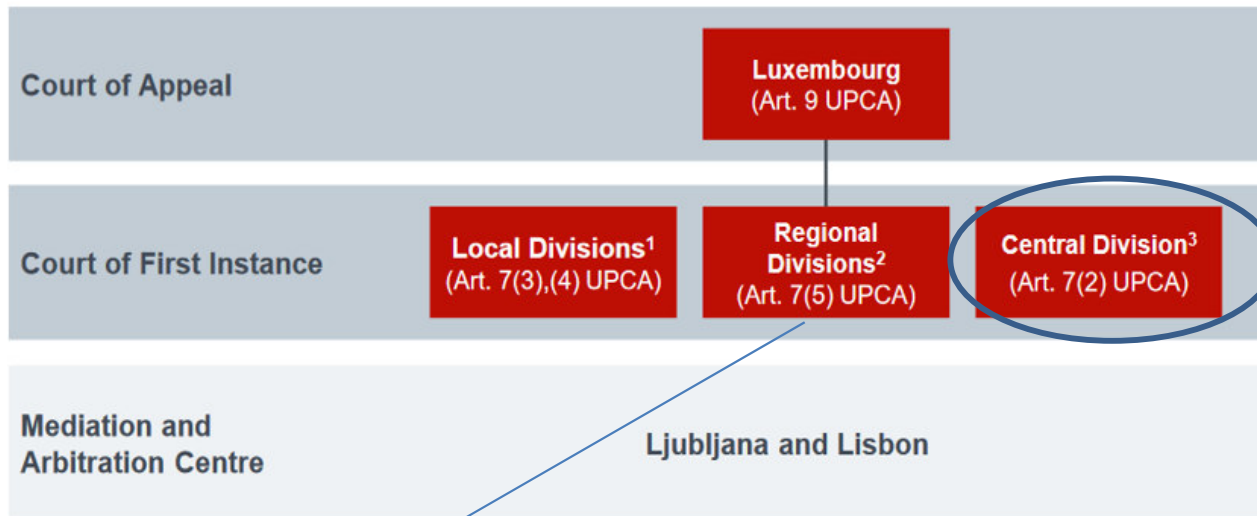 Court of Appeal
Luxembourg
(Art. 9 UPCA)
Court of First Instance
Local Divisions¹
(Art. 7(3),(4) UPCA)
Regional
Divisions²
(Art. 7(5) UPCA)
Central Division³
(Art. 7(2) UPCA)
Mediation and
Arbitration Centre
Ljubljana and Lisbon